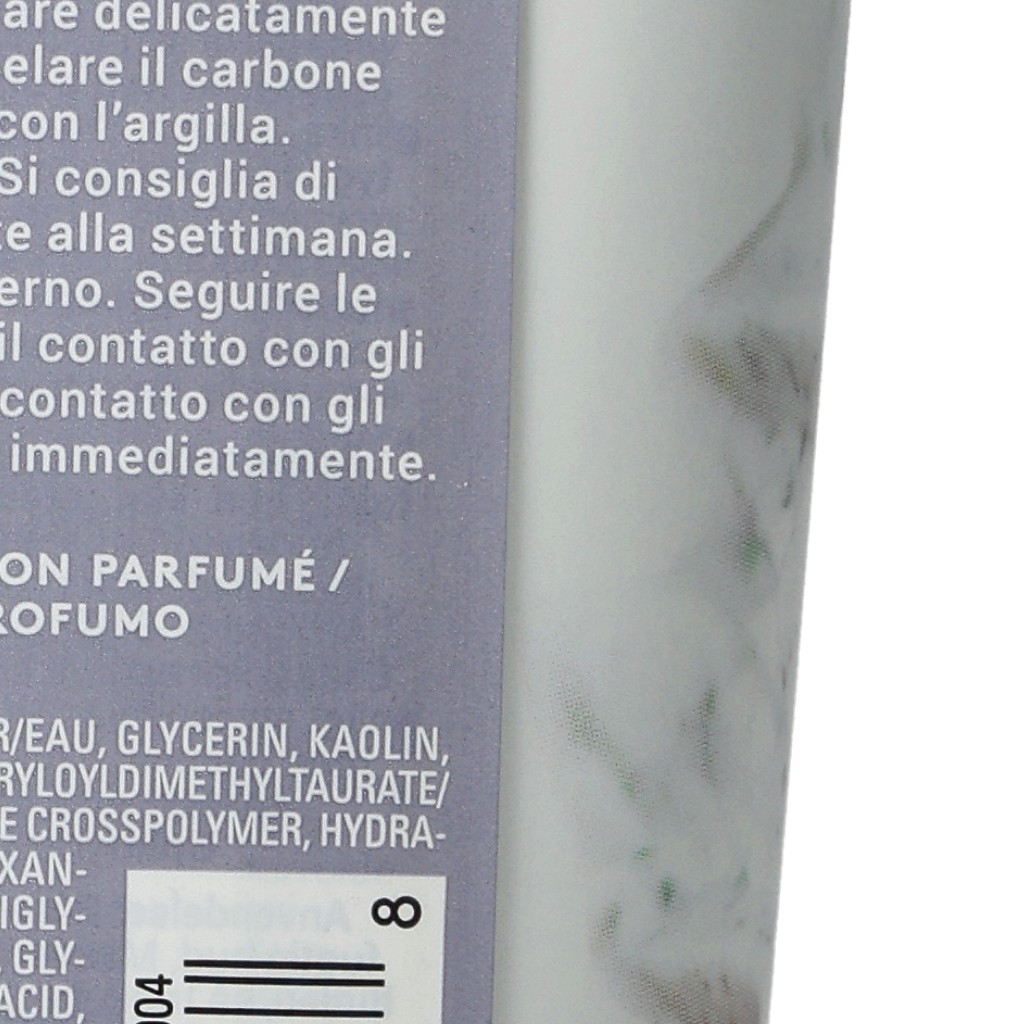 are delicatamente
elare il carbone
con l'argilla.
Si consiglia di
te alla settimana.
erno. Seguire le
il contatto con gli
contatto con gli
immediatamente.
ON PARFUMÉ /
ROFUMO
R/EAU, GLYCERIN, KAOLIN,
RYLOYLDIMETHYLTAURATE/
E CROSSPOLYMER, HYDRA-
XAN-
IGLY-
GLY-
ACID,
8
004